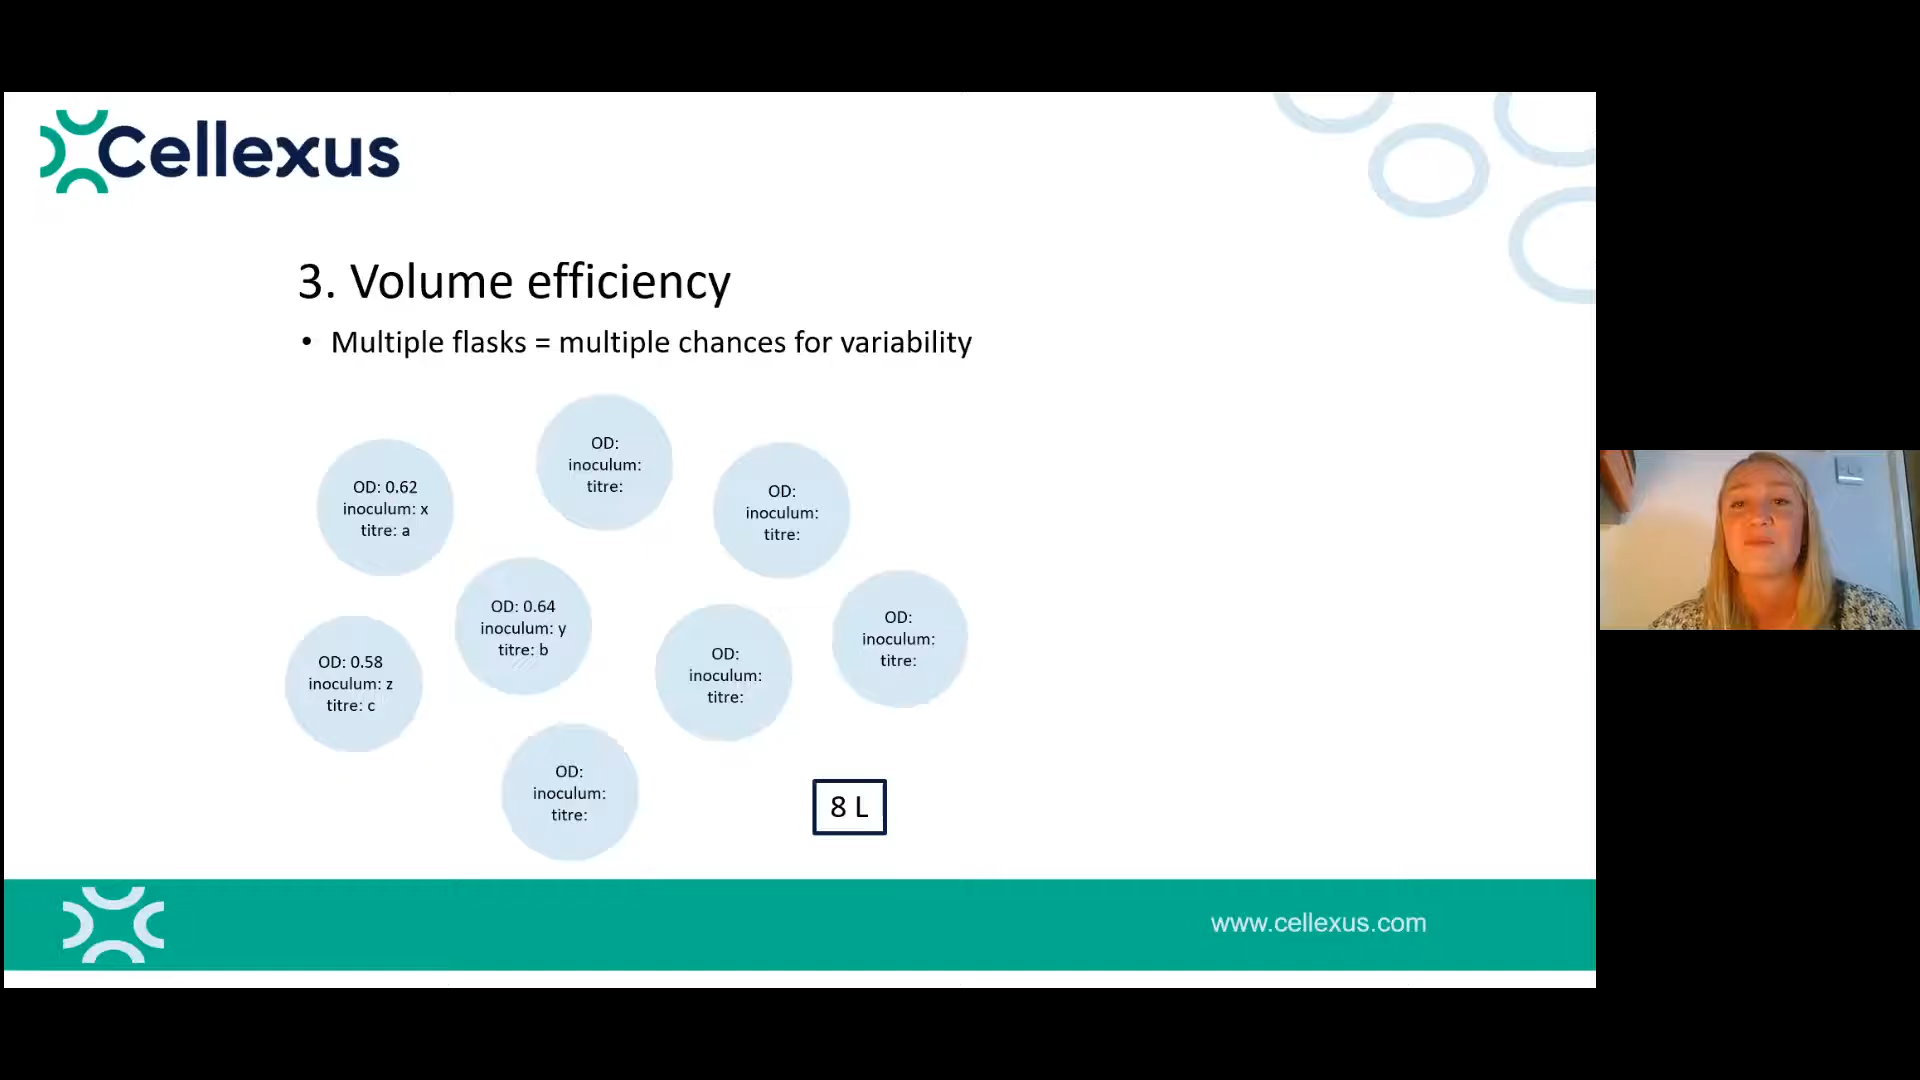 Cellexus
3. Volume efficiency
• Multiple flasks = multiple chances for variability
OD: 0.62
inoculum: x
titre: a
OD:
inoculum:
titre:
OD:
inoculum:
titre:
OD: 0.64
inoculum: y
titre: b
OD: 0.58
inoculum: z
titre: c
OD:
inoculum:
titre:
OD:
inoculum:
titre:
OD:
inoculum:
titre:
8 L
www.cellexus.com